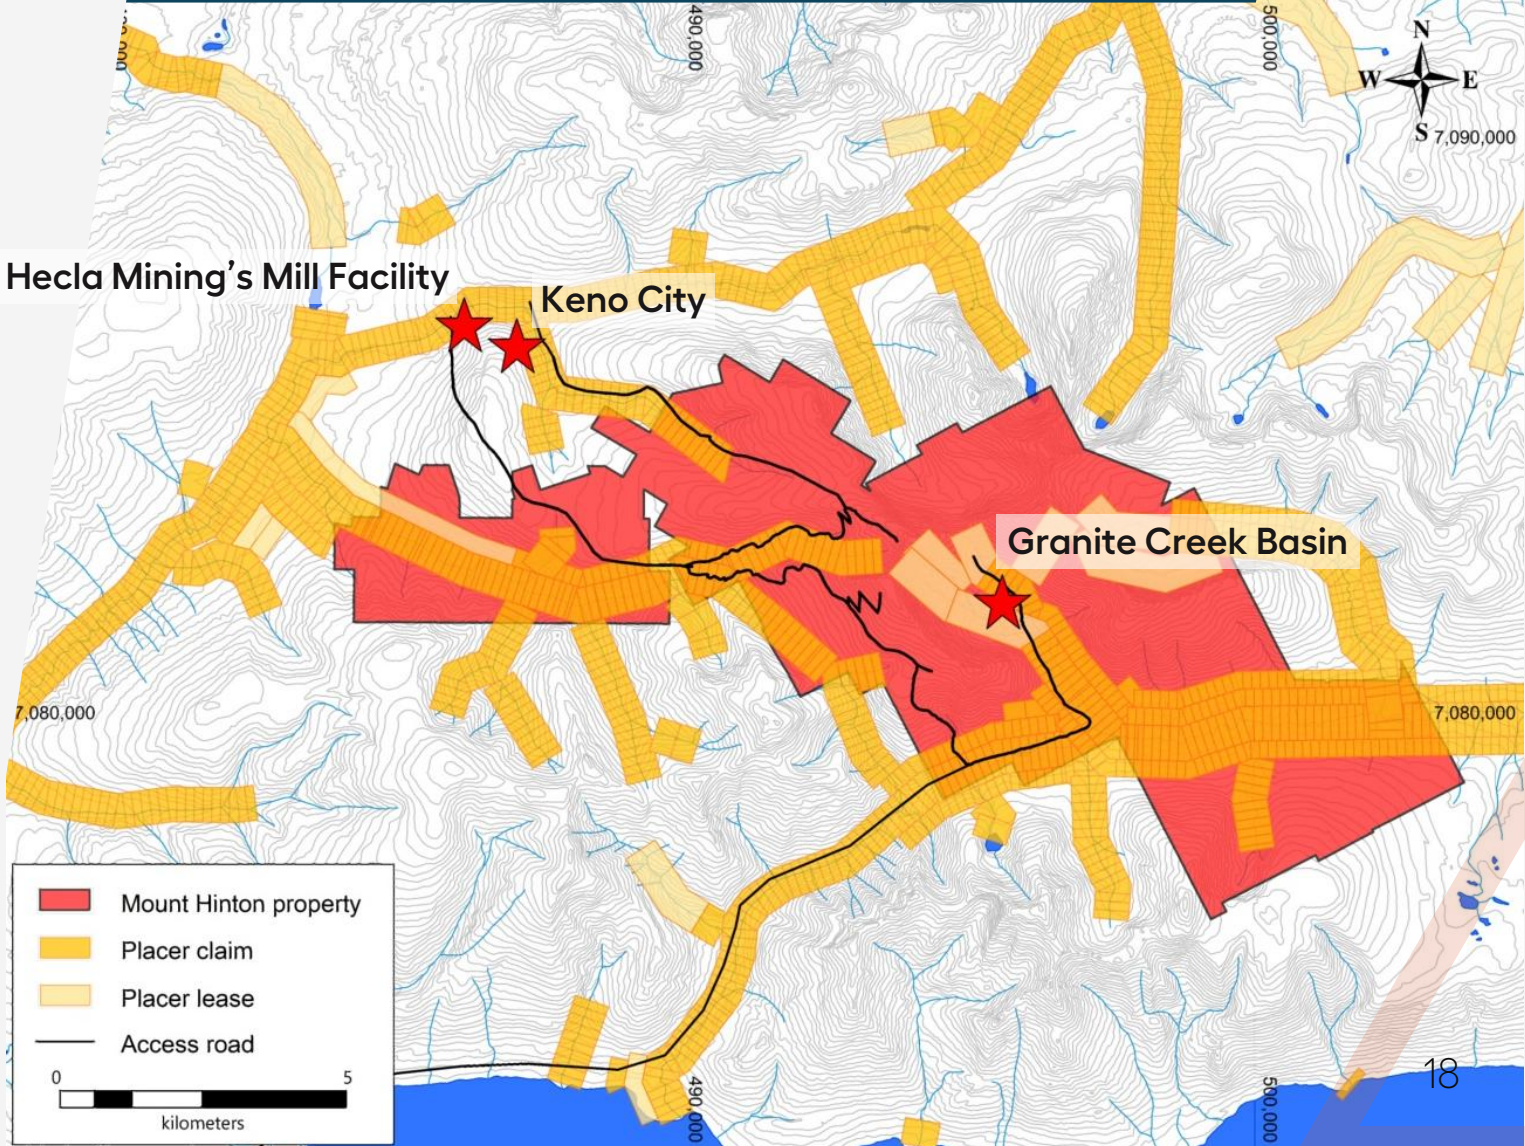 490,000
500,000
N
W E
S
7,090,000
Hecla Mining’s Mill Facility
Keno City
Granite Creek Basin
7,080,000
7,080,000
Mount Hinton property
Placer claim
Placer lease
Access road
0 5
kilometers
490,000
500,000
18